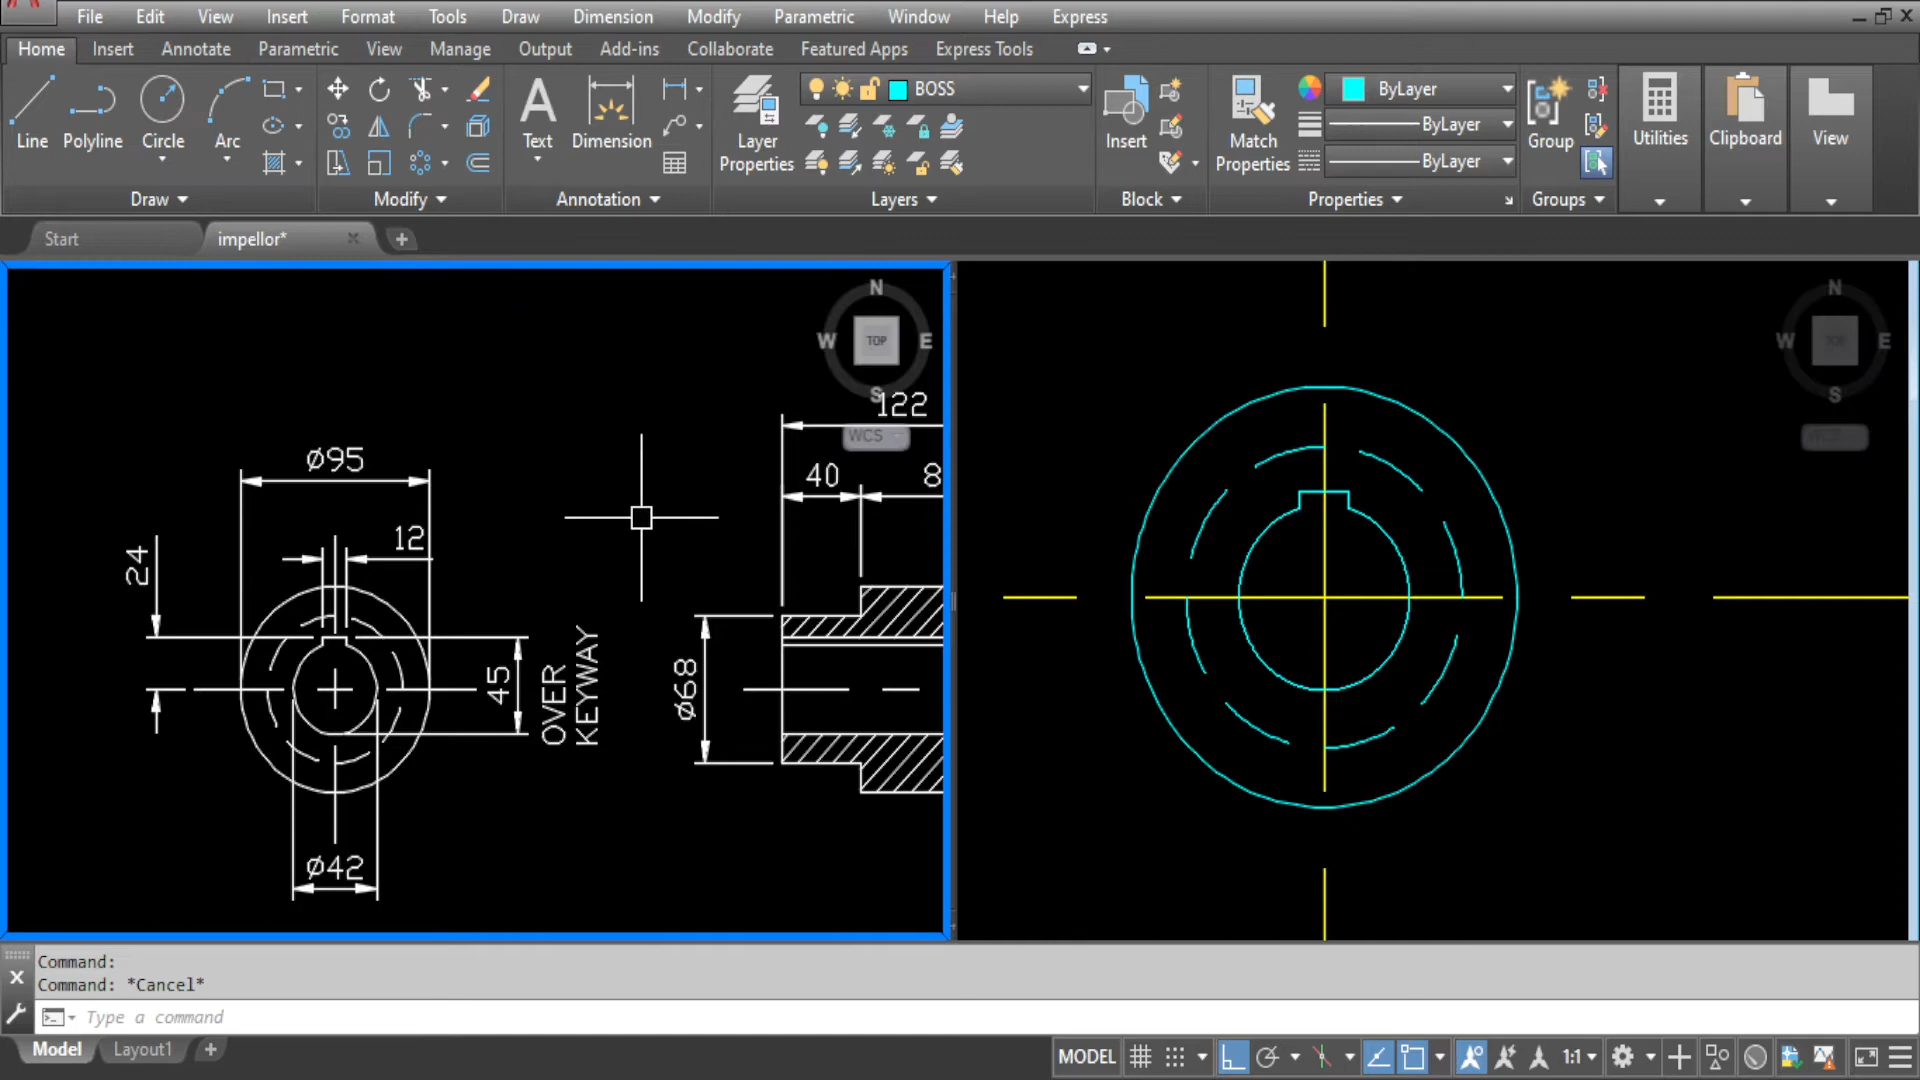 File Edit View Insert Format Tools Draw Dimension Modify Parametric Window Help Express
Home Insert Annotate Parametric View Manage Output Add-ins Collaborate Featured Apps Express Tools
Line Polyline Circle Arc
Text Dimension
Layer Properties
BOSS
Insert
Match Properties
ByLayer
ByLayer
ByLayer
Group
Utilities
Clipboard
View
Draw Modify Annotation Layers Block Properties Groups
Start impellor*
N
W TOP E
S
WCS
N
W E
S
122
40 8
Ø95
12
24
45
OVER
KEYWAY
Ø68
Ø42
Command:
Command: *Cancel*
Type a command
Model Layout1
MODEL 1:1